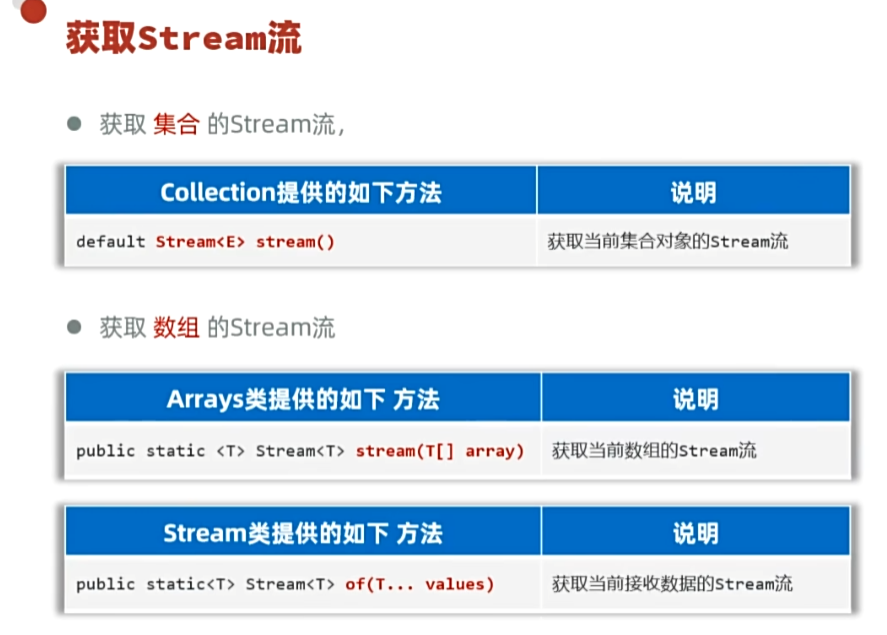 获取Stream流
获取 集合 的Stream流，
Collection提供的如下方法 说明
default Stream<E> stream() 获取当前集合对象的Stream流
获取 数组 的Stream流
Arrays类提供的如下 方法 说明
public static <T> Stream<T> stream(T[] array) 获取当前数组的Stream流
Stream类提供的如下 方法 说明
public static<T> Stream<T> of(T... values) 获取当前接收数据的Stream流